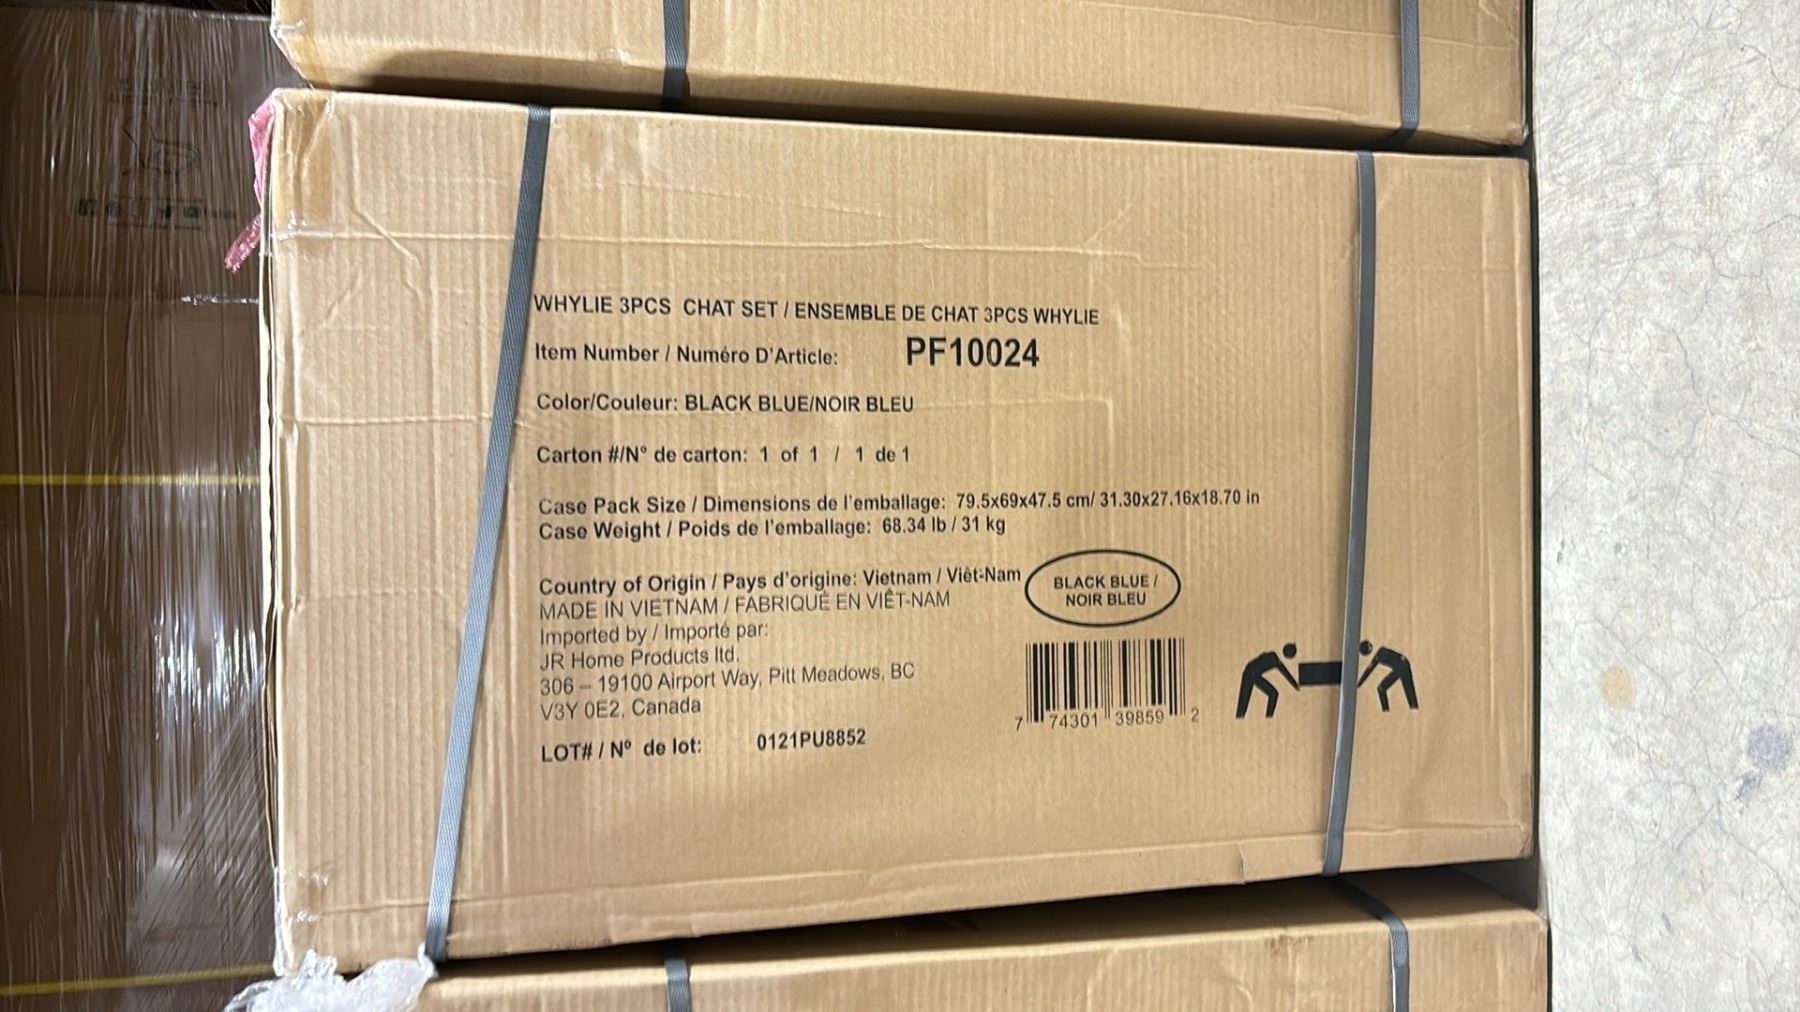 WHYLIE 3PCS CHAT SET / ENSEMBLE DE CHAT 3PCS WHYLIE
Item Number / Numéro D'Article: PF10024
Color/Couleur: BLACK BLUE/NOIR BLEU
Carton #/N° de carton: 1 of 1 / 1 de 1
Case Pack Size / Dimensions de l'emballage: 79.5x69x47.5 cm/ 31.30x27.16x18.70 in
Case Weight / Poids de l'emballage: 68.34 lb / 31 kg
Country of Origin / Pays d'origine: Vietnam / Viêt-Nam
MADE IN VIETNAM / FABRIQUÉ EN VIÊT-NAM
BLACK BLUE /
NOIR BLEU
Imported by / Importé par:
JR Home Products ltd.
306 – 19100 Airport Way, Pitt Meadows, BC
V3Y 0E2, Canada
7 74301 39859 2
LOT# / Nº de lot: 0121PU8852